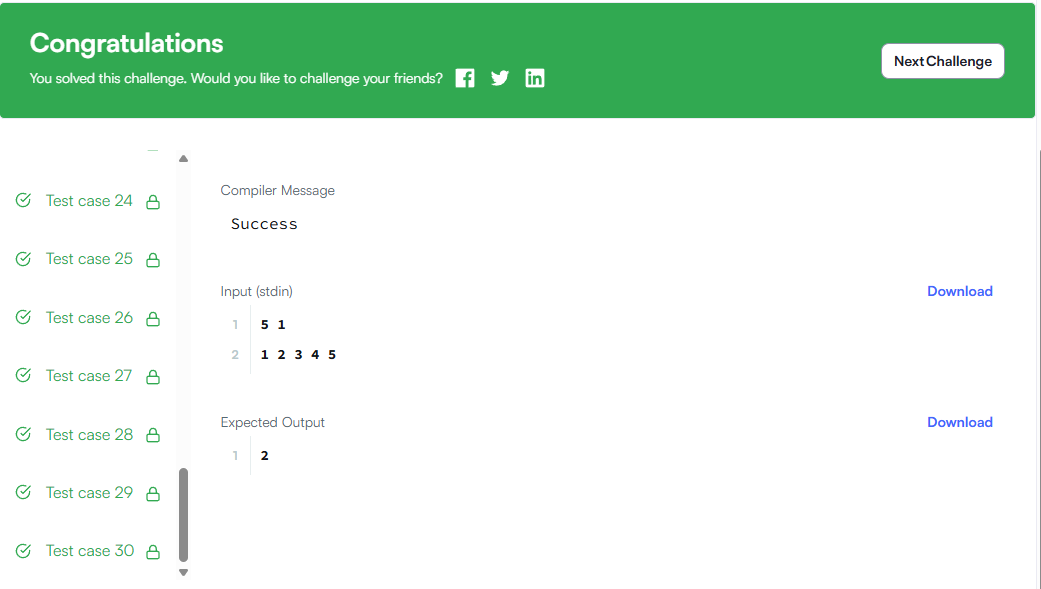 Congratulations
You solved this challenge. Would you like to challenge your friends?
Next Challenge
Test case 24
Test case 25
Test case 26
Test case 27
Test case 28
Test case 29
Test case 30
Compiler Message
Success
Input (stdin)
Download
1 5 1
2 1 2 3 4 5
Expected Output
Download
1 2